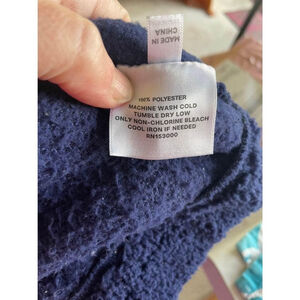 MADE IN
CHINA
100% POLYESTER
MACHINE WASH COLD
TUMBLE DRY LOW
ONLY NON-CHLORINE BLEACH
COOL IRON IF NEEDED
RN153000